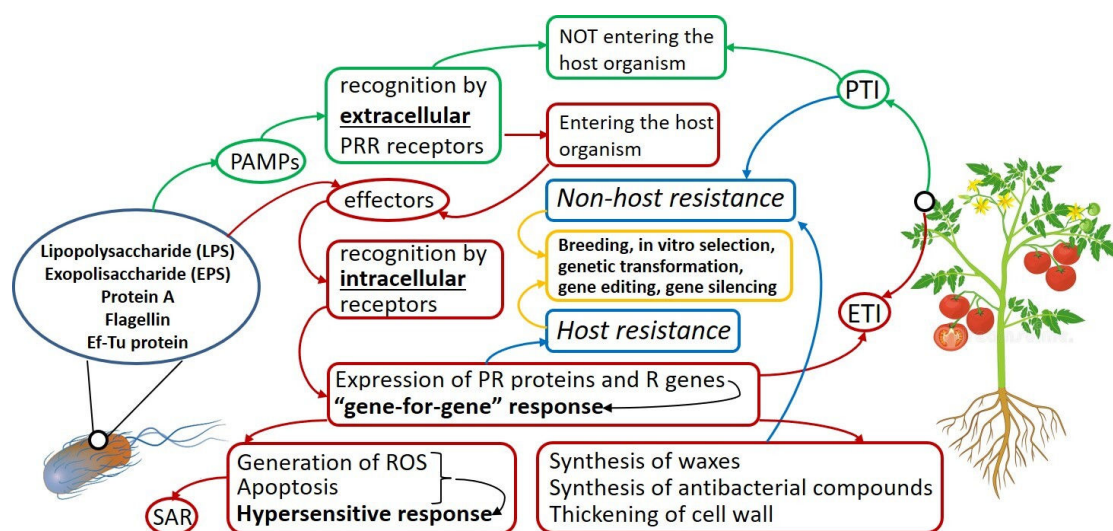 NOT entering the
host organism
PTI
recognition by
extracellular
PRR receptors
Entering the host
organism
PAMPs
effectors
Non-host resistance
Lipopolysaccharide (LPS)
Exopolisaccharide (EPS)
Protein A
Flagellin
Ef-Tu protein
recognition by
intracellular
receptors
Breeding, in vitro selection,
genetic transformation,
gene editing, gene silencing
Host resistance
ETI
Expression of PR proteins and R genes
“gene-for-gene” response
Generation of ROS
Apoptosis
Hypersensitive response
SAR
Synthesis of waxes
Synthesis of antibacterial compounds
Thickening of cell wall